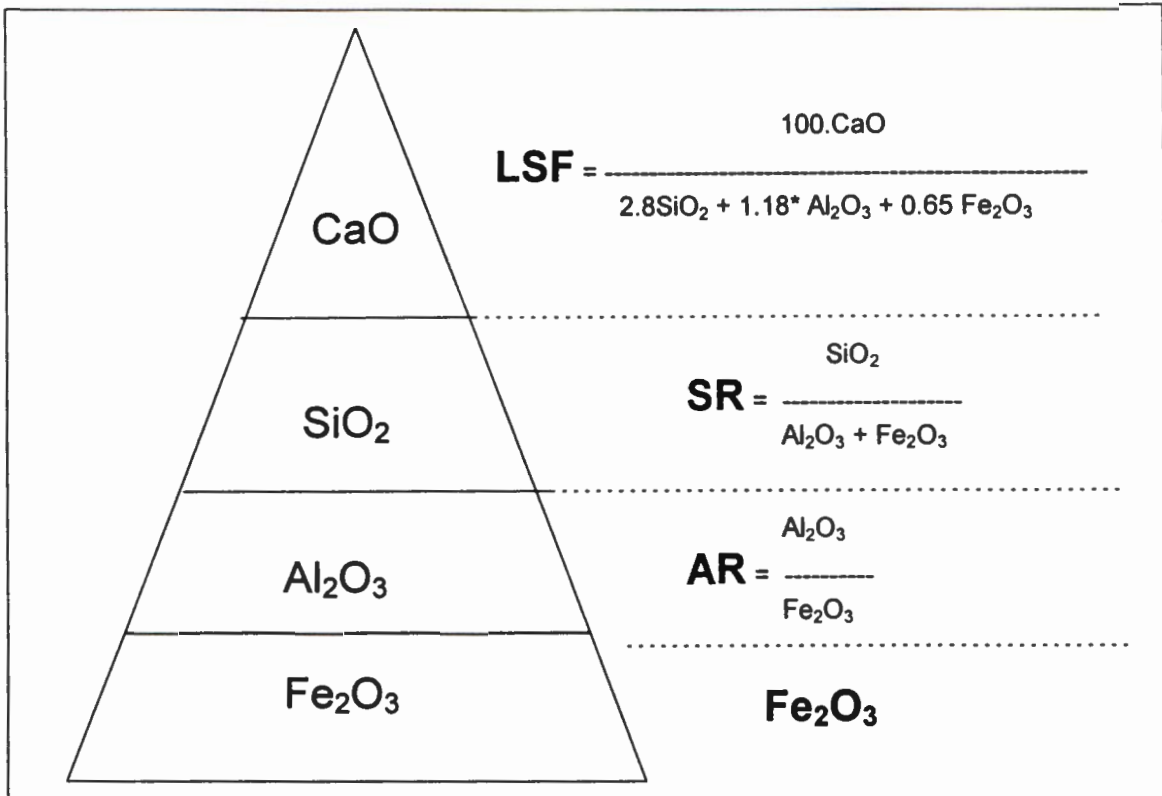 100.CaO
LSF = ------------------------------
2.8SiO₂ + 1.18* Al₂O₃ + 0.65 Fe₂O₃
CaO
SiO₂
SR = ------------------
Al₂O₃ + Fe₂O₃
SiO₂
Al₂O₃
AR = ---------
Fe₂O₃
Al₂O₃
Fe₂O₃
Fe₂O₃